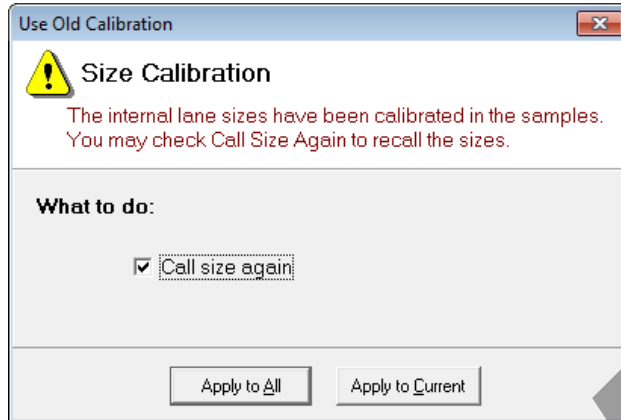 Use Old Calibration
Size Calibration
The internal lane sizes have been calibrated in the samples.
You may check Call Size Again to recall the sizes.
What to do:
Call size again
Apply to All
Apply to Current